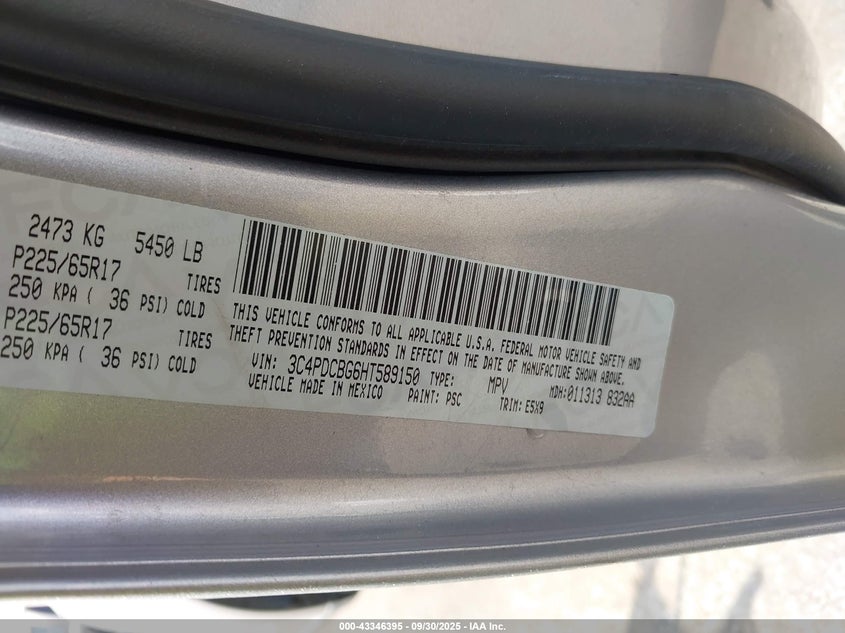 2473 KG 5450 LB
P225/65R17 TIRES
250 KPA ( 36 PSI) COLD
P225/65R17 TIRES
250 KPA ( 36 PSI) COLD
THIS VEHICLE CONFORMS TO ALL APPLICABLE U.S.A. FEDERAL MOTOR VEHICLE SAFETY AND
THEFT PREVENTION STANDARDS IN EFFECT ON THE DATE OF MANUFACTURE SHOWN ABOVE.
VIN: 3C4PDCBG6HT589150 TYPE: MPV MDH:011313 832AA
VEHICLE MADE IN MEXICO PAINT: PSC TRIM: E5X9
000-43346395 - 09/30/2025 - IAA Inc.